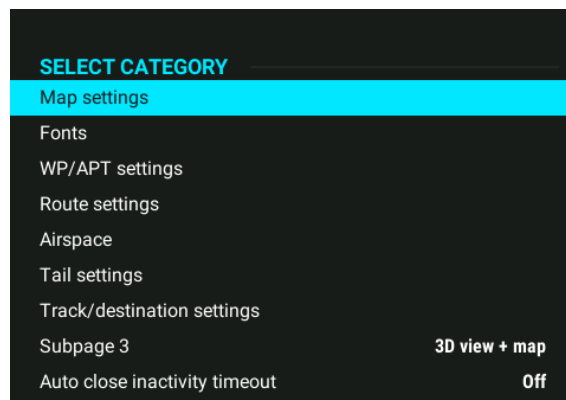 SELECT CATEGORY
Map settings
Fonts
WP/APT settings
Route settings
Airspace
Tail settings
Track/destination settings
Subpage 3 3D view + map
Auto close inactivity timeout Off